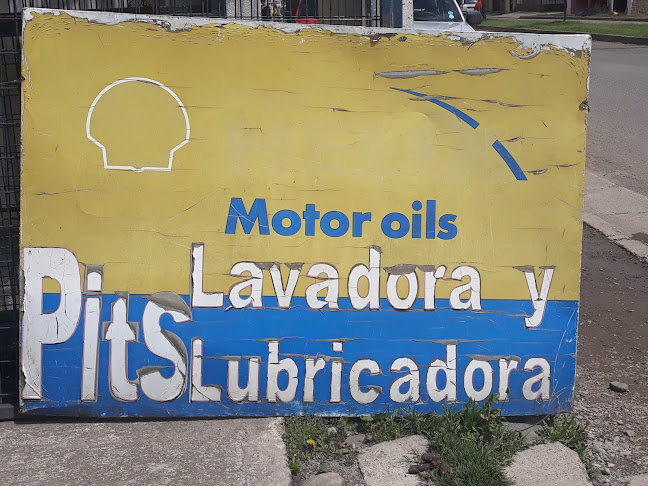 Motor oils
Pits Lavadora y
Lubricadora